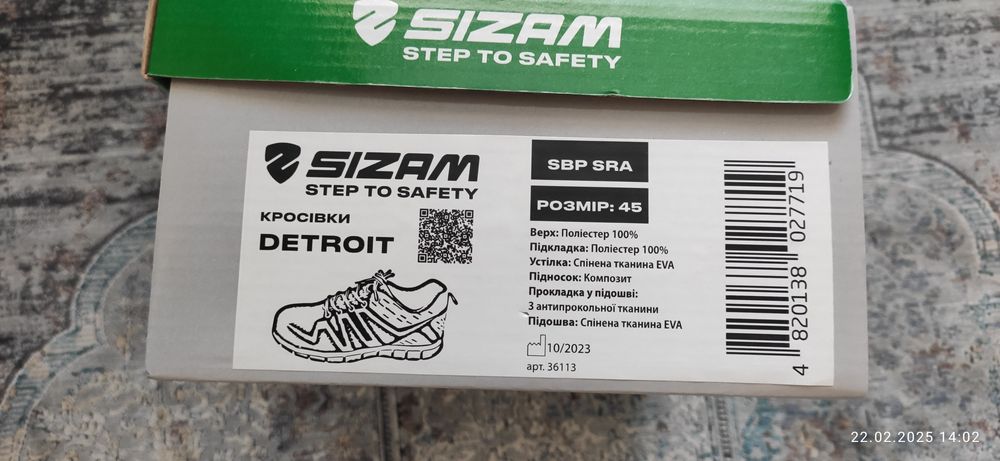 SIZAM
STEP TO SAFETY
SIZAM
STEP TO SAFETY
КРОСІВКИ
DETROIT
SBP SRA
РОЗМІР: 45
Верх: Поліестер 100%
Підкладка: Поліестер 100%
Устілка: Спінена тканина EVA
Підносок: Композит
Прокладка у підошві:
З антипрокольної тканини
Підошва: Спінена тканина EVA
10/2023
арт. 36113
4 820138 027719
22.02.2025 14:02